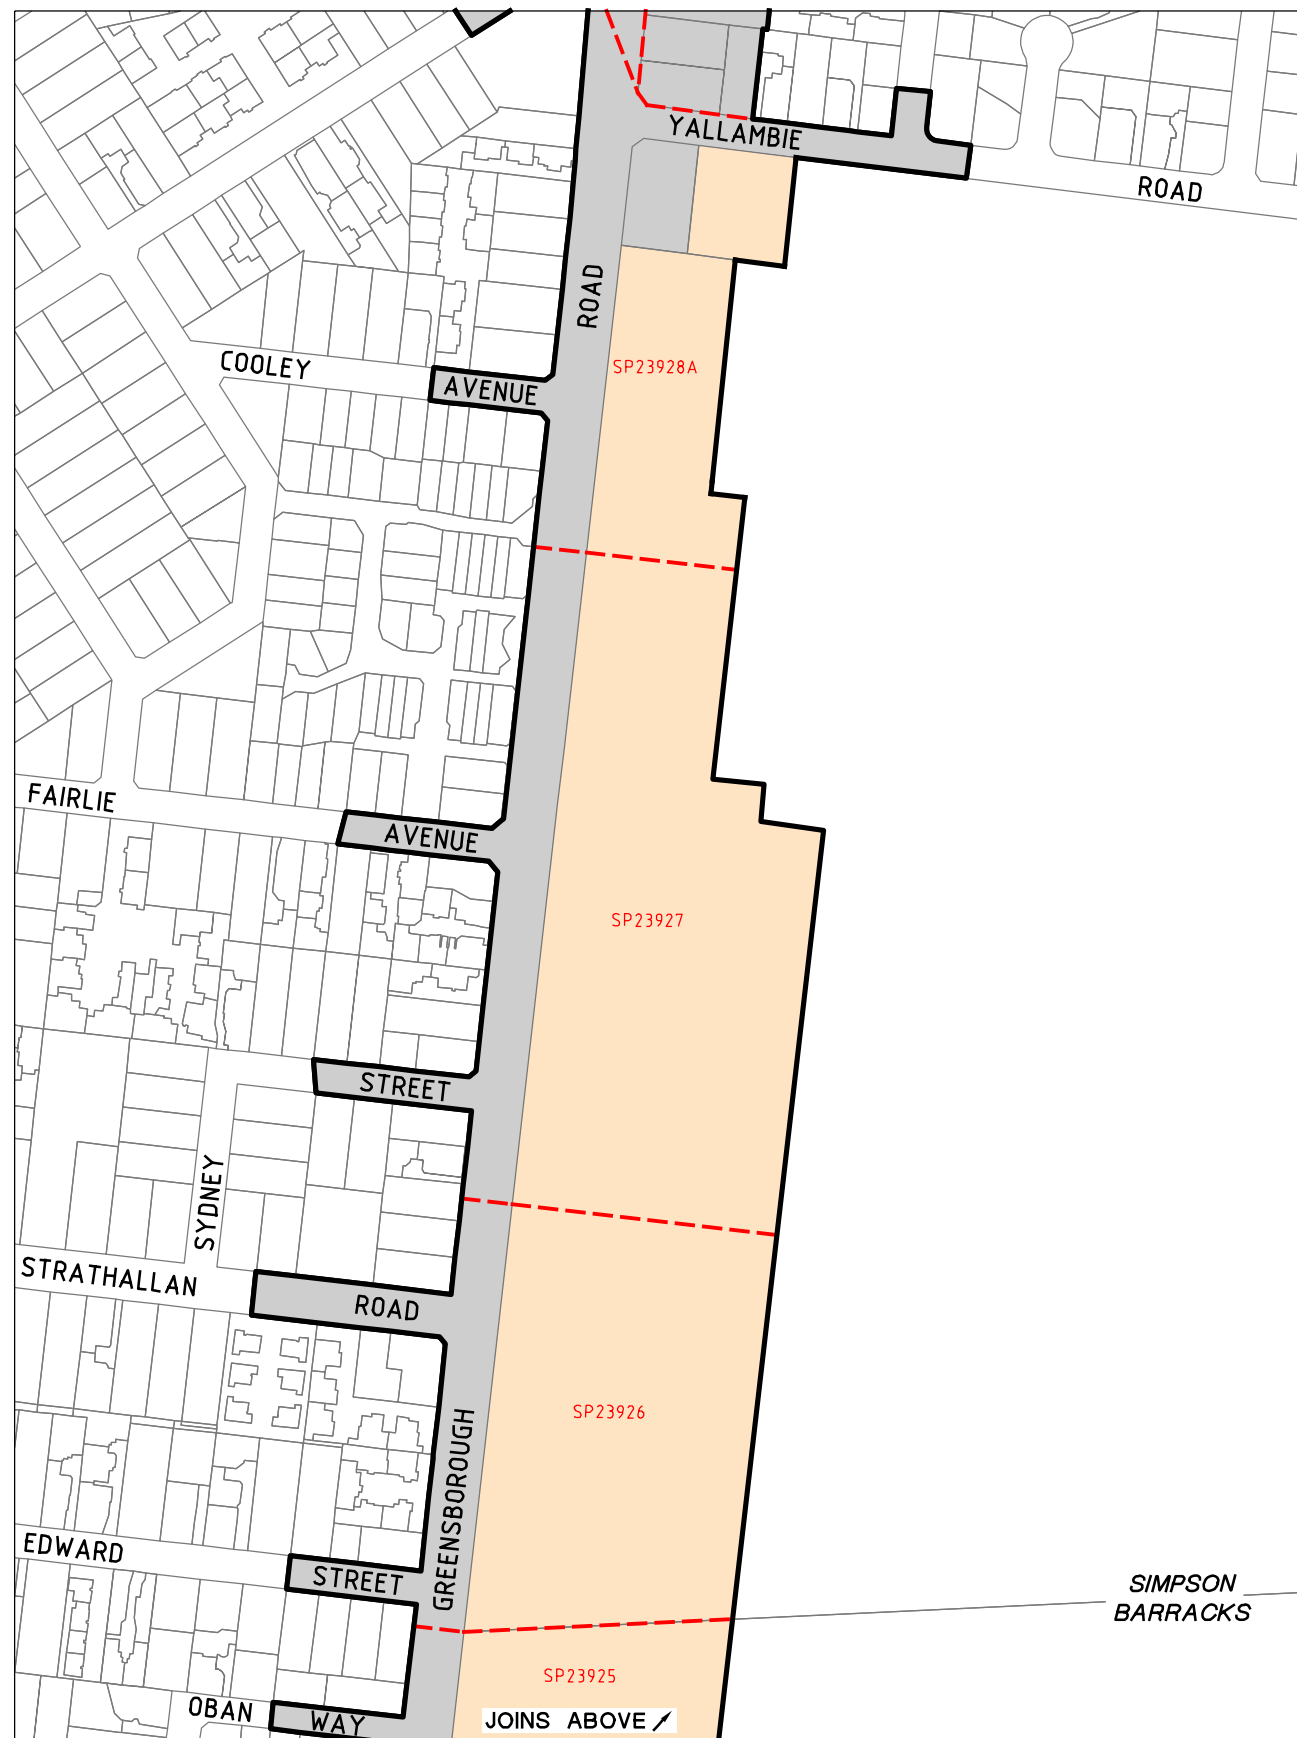 YALLAMBIE
ROAD
ROAD
COOLEY
AVENUE
SP23928A
FAIRLIE
AVENUE
SP23927
STREET
SYDNEY
STRATHALLAN
ROAD
SP23926
GREENSBOROUGH
EDWARD
STREET
SIMPSON
BARRACKS
SP23925
OBAN
WAY
JOINS ABOVE